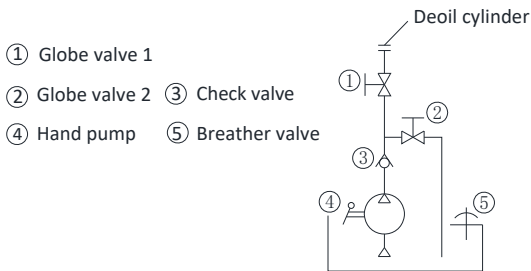 Deoil cylinder
① Globe valve 1
② Globe valve 2 ③ Check valve
④ Hand pump ⑤ Breather valve
①
②
③
④
⑤